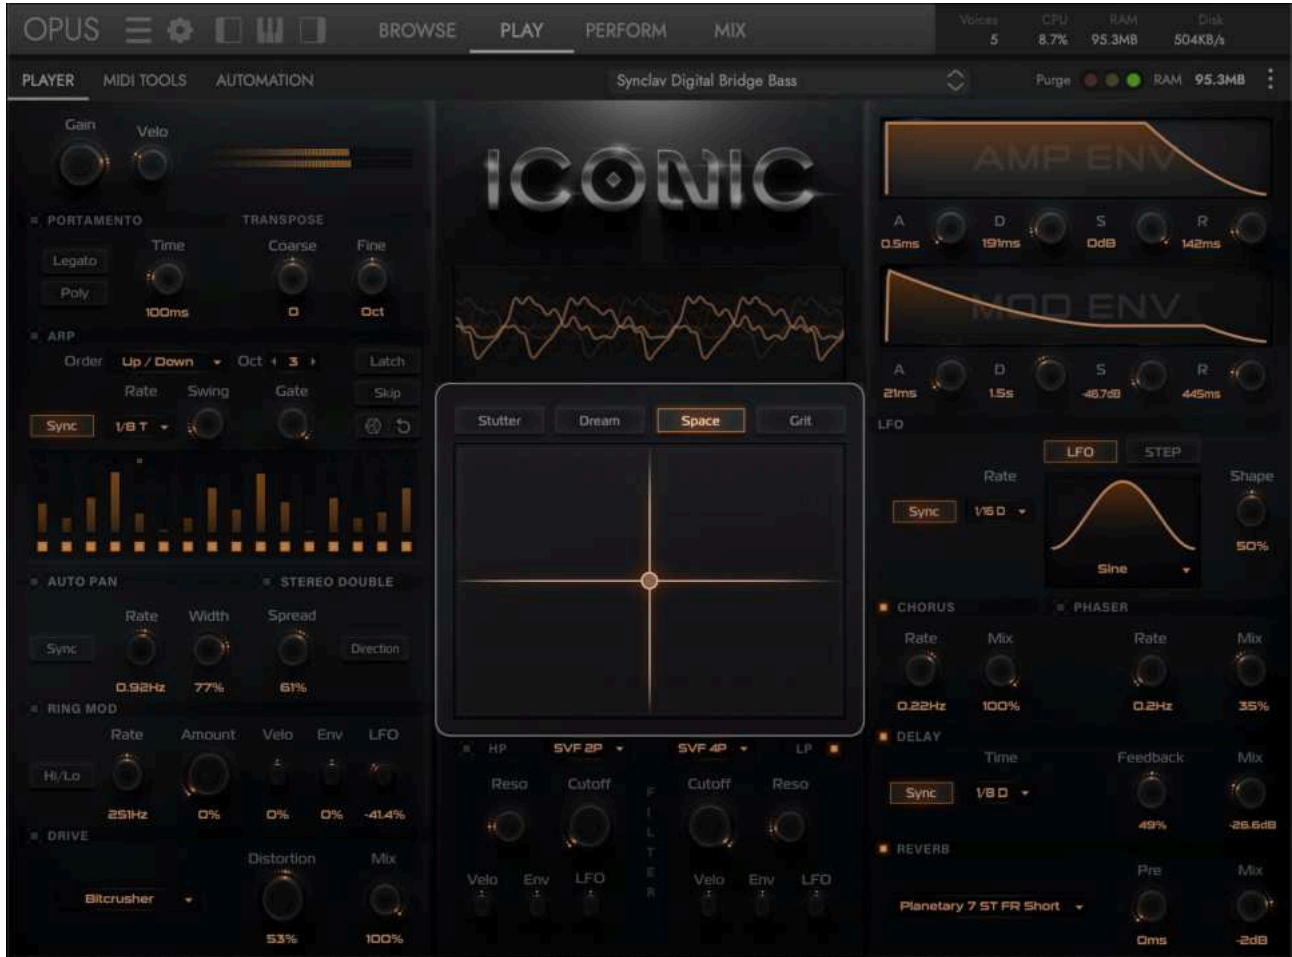 OPUS BROWSE PLAY PERFORM MIX
Voices CPU RAM Disk
5 8.7% 95.3MB 504KB/s
PLAYER MIDI TOOLS AUTOMATION Synclav Digital Bridge Bass Purge RAM 95.3MB
Gain Velo
PORTAMENTO TRANSPOSE
Time Coarse Fine
Legato
Poly
100ms 0 Oct
ARP
Order Up / Down Oct 3 Latch
Rate Swing Gate Skip
Sync 1/8 T
AUTO PAN STEREO DOUBLE
Rate Width Spread
Sync Direction
0.92Hz 77% 61%
RING MOD
Rate Amount Velo Env LFO
Hi/Lo
251Hz 0% 0% 0% -41.4%
DRIVE
Distortion Mix
Bitcrusher
53% 100%
ICONIC
Stutter Dream Space Grit
HP SVF 2P SVF 4P LP
Reso Cutoff Cutoff Reso
FILTER
Velo Env LFO Velo Env LFO
AMP ENV
A D S R
0.5ms 191ms 0dB 142ms
MOD ENV
A D S R
21ms 1.5s -46.7dB 445ms
LFO
LFO STEP
Rate Shape
Sync 1/16 D
50%
Sine
CHORUS PHASER
Rate Mix Rate Mix
0.22Hz 100% 0.2Hz 35%
DELAY
Time Feedback Mix
Sync 1/8 D
49% -26.6dB
REVERB
Pre Mix
Planetary 7 ST FR Short
0ms -2dB